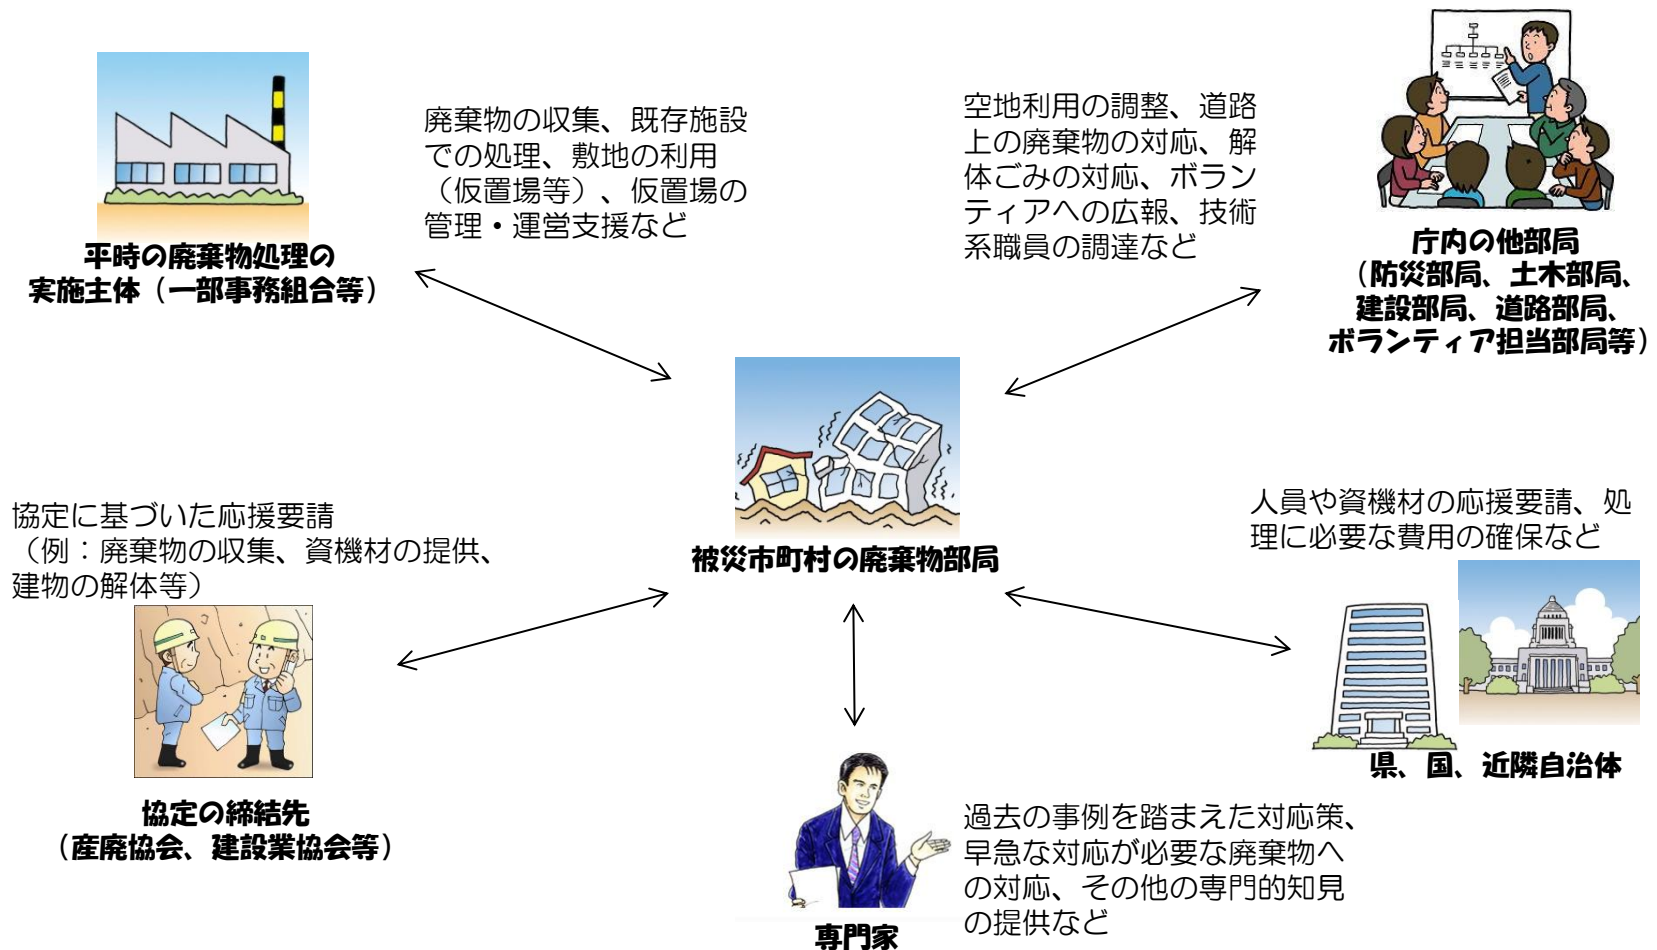 廃棄物の収集、既存施設
での処理、敷地の利用
（仮置場等）、仮置場の
管理・運営支援など
平時の廃棄物処理の
実施主体（一部事務組合等）
空地利用の調整、道路
上の廃棄物の対応、解
体ごみの対応、ボラン
ティアへの広報、技術
系職員の調達など
庁内の他部局
（防災部局、土木部局、
建設部局、道路部局、
ボランティア担当部局等）
被災市町村の廃棄物部局
協定に基づいた応援要請
（例：廃棄物の収集、資機材の提供、
建物の解体等）
協定の締結先
（産廃協会、建設業協会等）
人員や資機材の応援要請、処
理に必要な費用の確保など
県、国、近隣自治体
過去の事例を踏まえた対応策、
早急な対応が必要な廃棄物へ
の対応、その他の専門的知見
の提供など
専門家